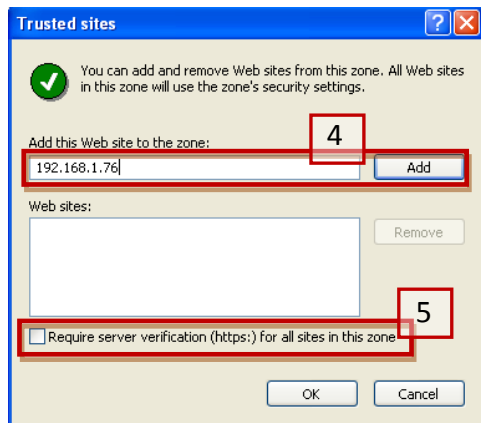 Trusted sites
You can add and remove Web sites from this zone. All Web sites
in this zone will use the zone's security settings.
4
Add this Web site to the zone:
192.168.1.76
Add
Web sites:
Remove
5
Require server verification (https:) for all sites in this zone
OK
Cancel